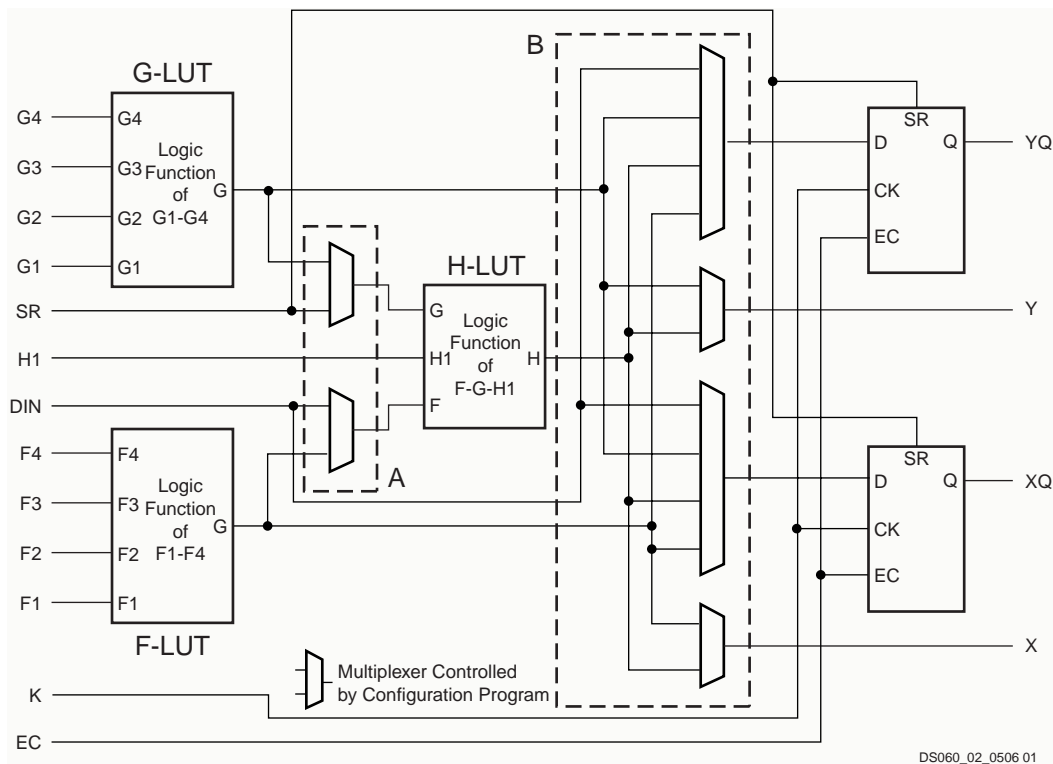 B
G-LUT
G4
G3
G2
G1
G4
G3
G2
G1
Logic
Function
of
G1-G4
G
SR
H1
DIN
H-LUT
G
H1
F
Logic
Function
of
F-G-H1
H
A
F4
F3
F2
F1
F4
F3
F2
F1
Logic
Function
of
F1-F4
G
F-LUT
SR
D
Q
CK
EC
YQ
Y
SR
D
Q
CK
EC
XQ
X
Multiplexer Controlled
by Configuration Program
K
EC
DS060_02_0506 01